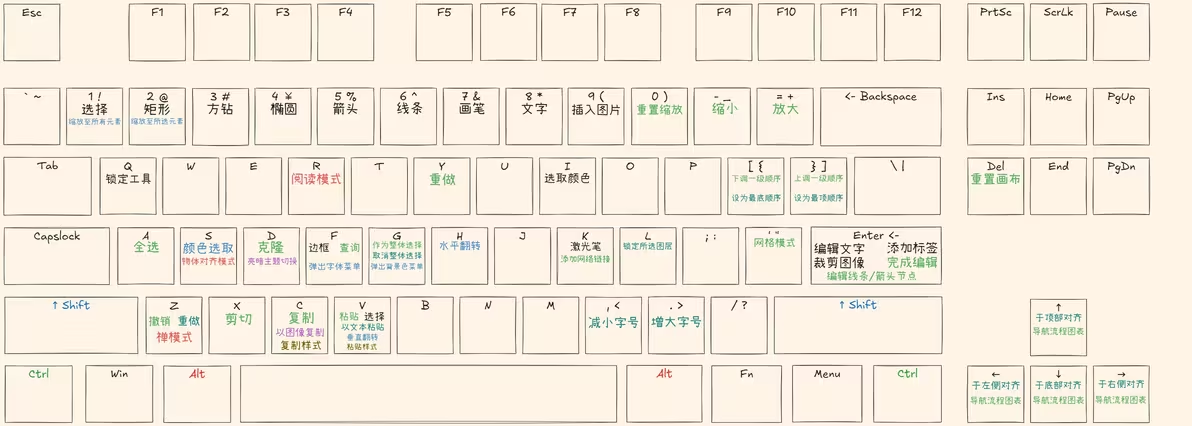 Esc
F1
F2
F3
F4
F5
F6
F7
F8
F9
F10
F11
F12
PrtSc
ScrLk
Pause
` ~
1 !
选择
缩放至所有元素
2 @
矩形
缩放至所选元素
3 #
方钻
4 ¥
椭圆
5 %
箭头
6 ^
线条
7 &
画笔
8 *
文字
9 (
插入图片
0 )
重置缩放
- _
缩小
= +
放大
<- Backspace
Ins
Home
PgUp
Tab
Q
锁定工具
W
E
R
阅读模式
T
Y
重做
U
I
选取颜色
O
P
[ {
下调一级顺序
设为最底顺序
} ]
上调一级顺序
设为最顶顺序
\ |
Del
重置画布
End
PgDn
Capslock
A
全选
S
颜色选取
物体对齐模式
D
克隆
亮暗主题切换
F
边框 查询
弹出字体菜单
G
作为整体选择
取消整体选择
弹出背景色菜单
H
水平翻转
J
K
激光笔
添加网络链接
L
锁定所选图层
; :
' "
网格模式
Enter <-
编辑文字 添加标签
裁剪图像 完成编辑
编辑线条/箭头节点
↑ Shift
Z
撤销 重做
禅模式
X
剪切
C
复制
以图像复制
复制样式
V
粘贴 选择
以文本粘贴
垂直翻转
粘贴样式
B
N
M
, <
减小字号
. >
增大字号
/ ?
↑ Shift
↑
于顶部对齐
导航流程图表
Ctrl
Win
Alt
Alt
Fn
Menu
Ctrl
←
于左侧对齐
导航流程图表
↓
于底部对齐
导航流程图表
→
于右侧对齐
导航流程图表